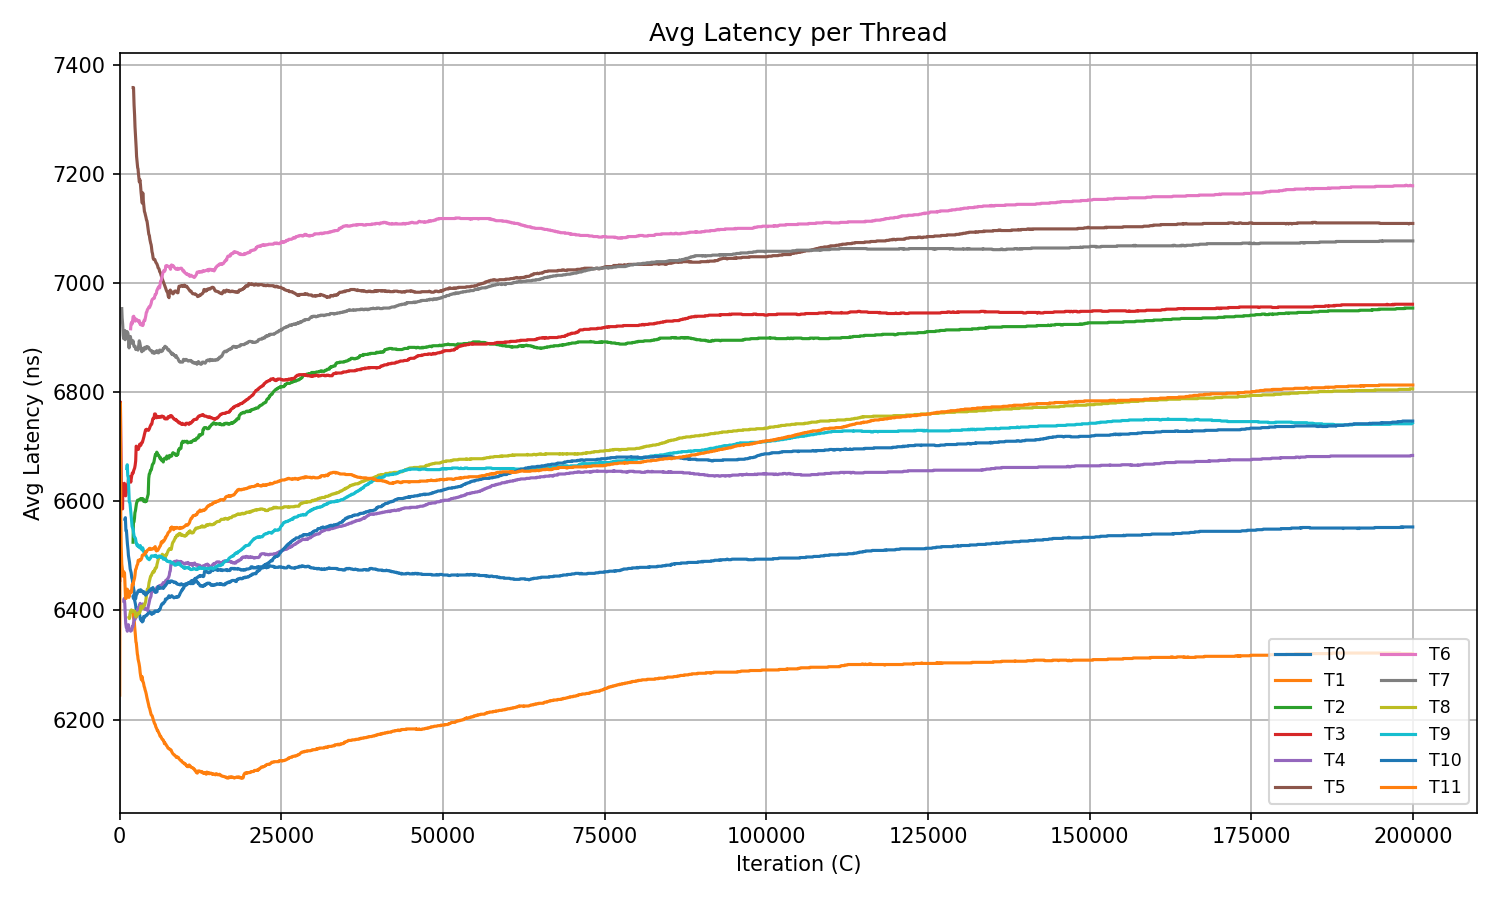 Avg Latency per Thread
Avg Latency (ns)
7400
7200
7000
6800
6600
6400
6200
0 25000 50000 75000 100000 125000 150000 175000 200000
Iteration (C)
T0 T6
T1 T7
T2 T8
T3 T9
T4 T10
T5 T11